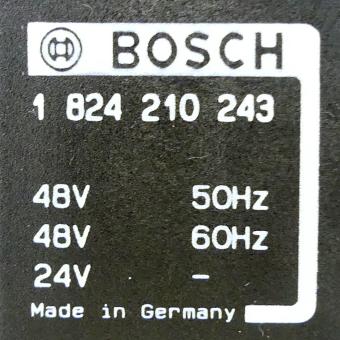 BOSCH
1 824 210 243
48V 50Hz
48V 60Hz
24V -
Made in Germany